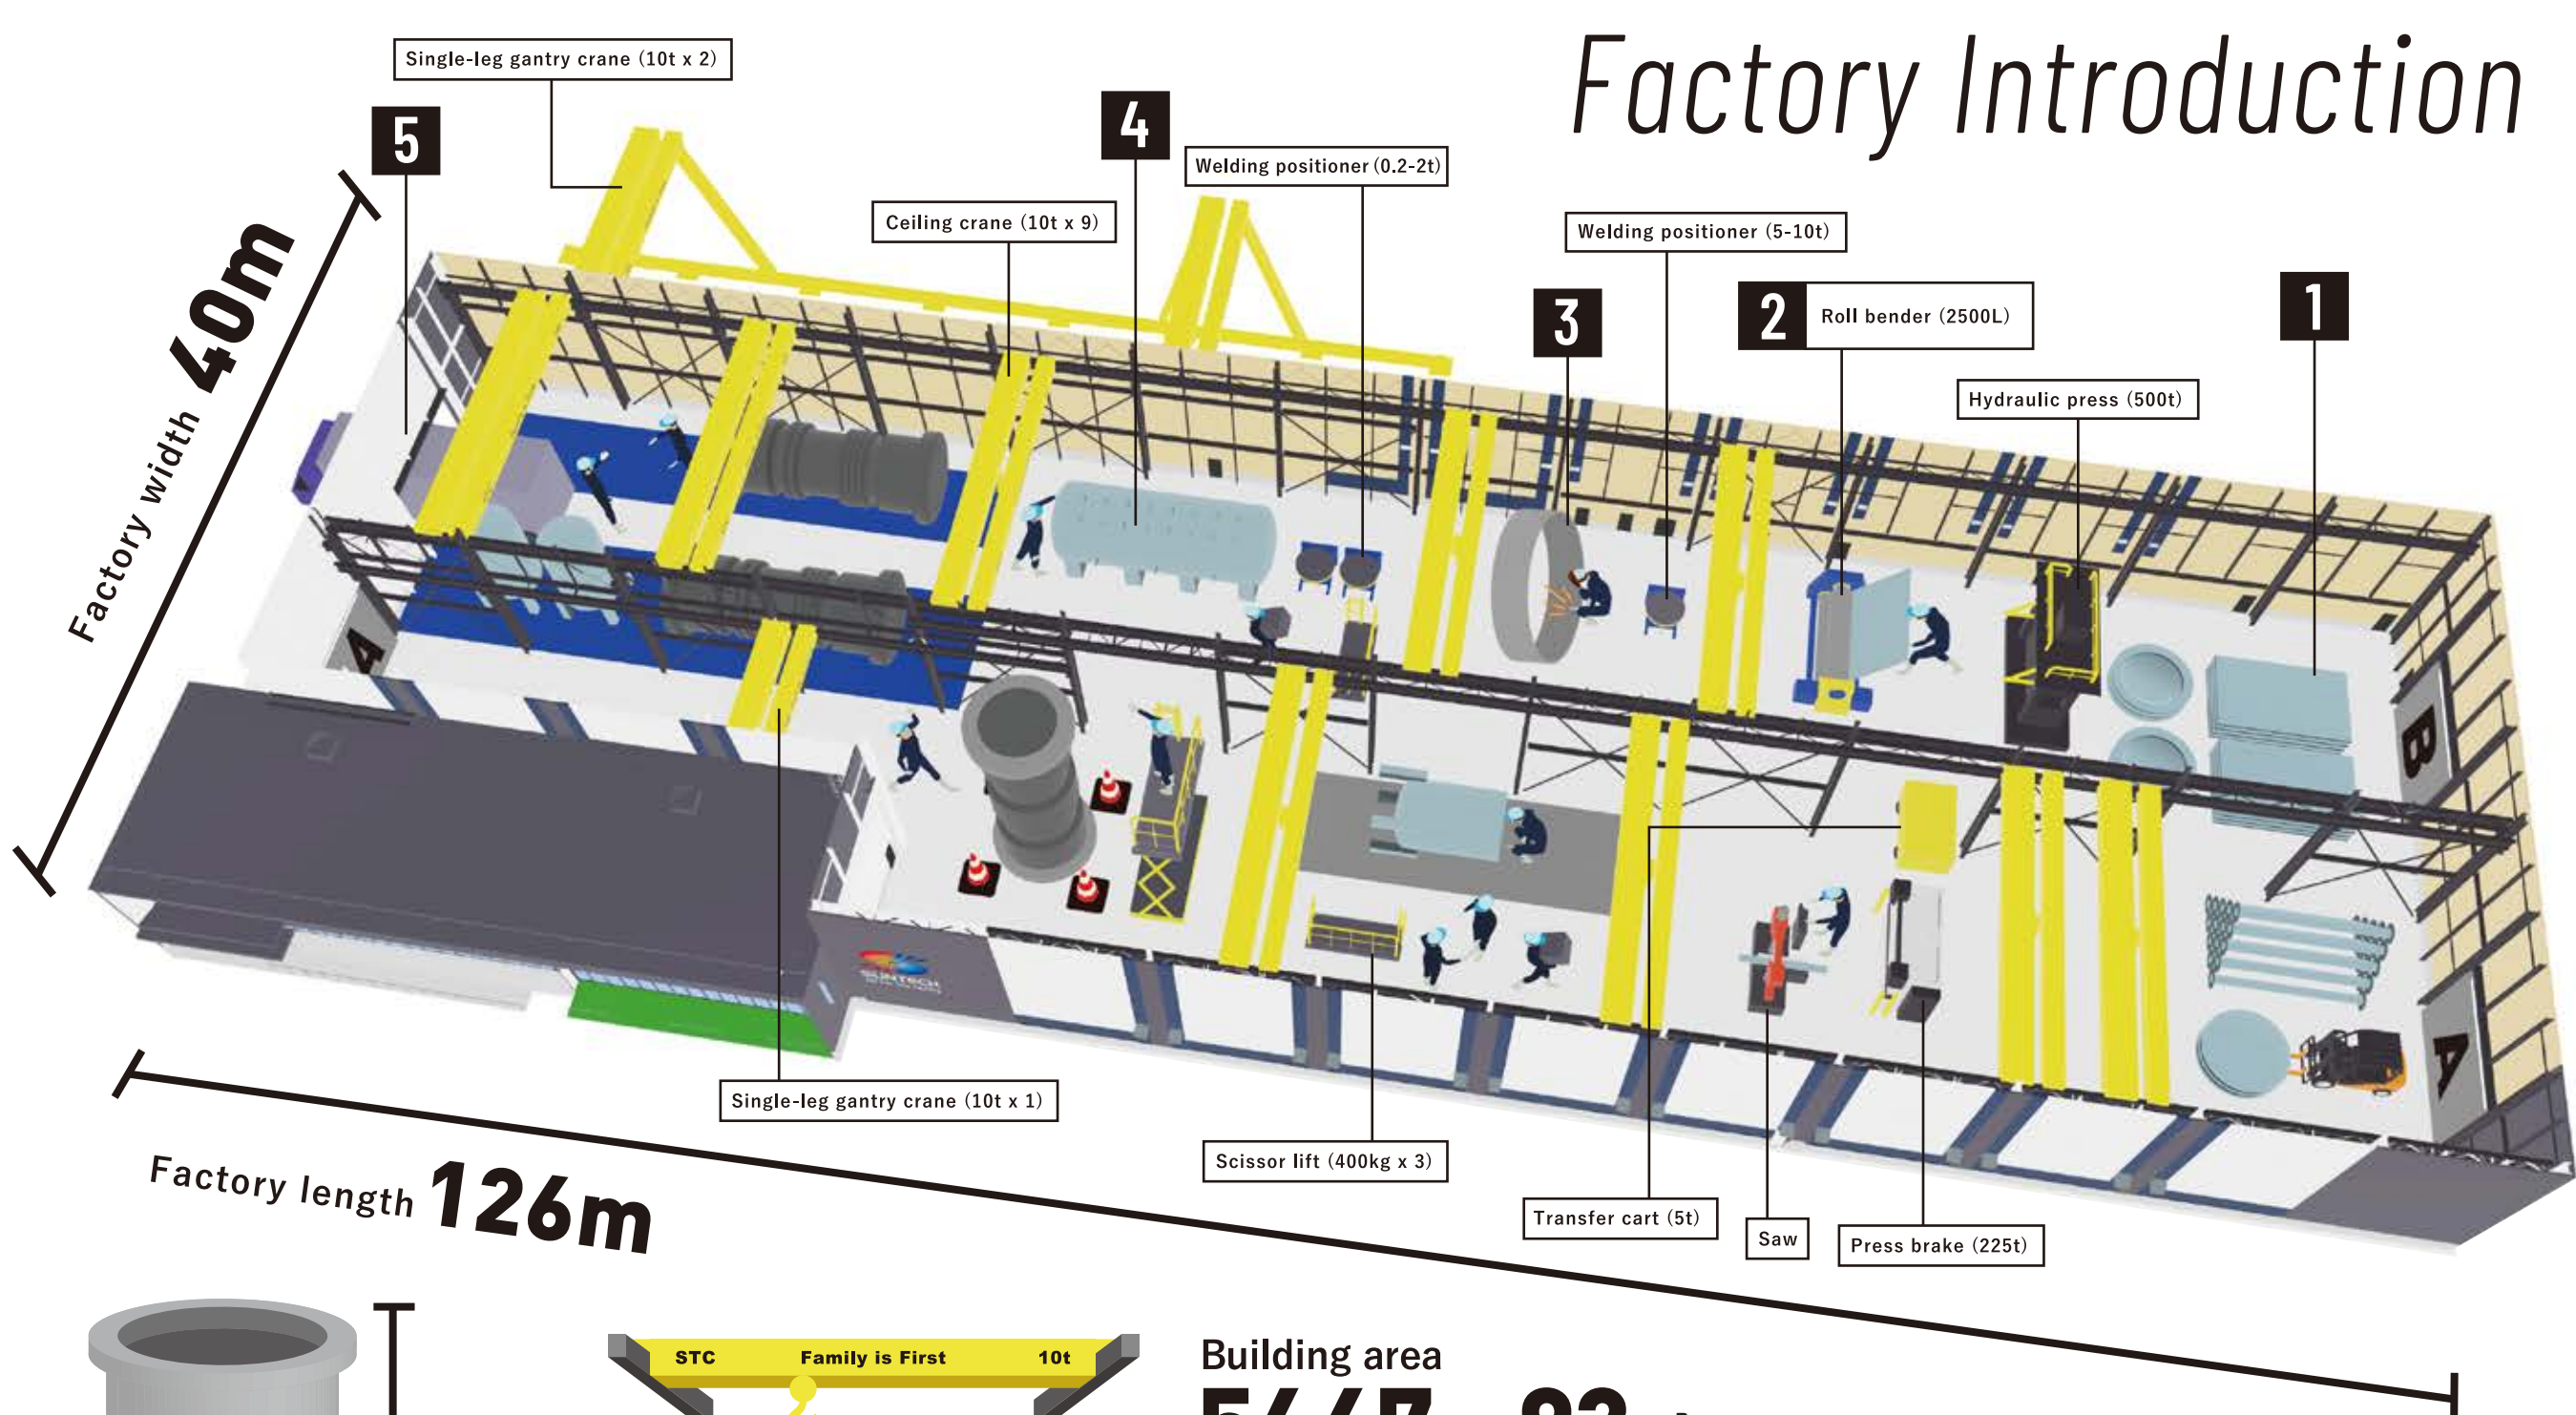 Factory Introduction
Single-leg gantry crane (10t x 2)
5
4
Welding positioner (0.2-2t)
Ceiling crane (10t x 9)
Welding positioner (5-10t)
3
2 Roll bender (2500L)
1
Hydraulic press (500t)
Factory width 40m
A
B
A
SUNTECH
Single-leg gantry crane (10t x 1)
Scissor lift (400kg x 3)
Transfer cart (5t)
Saw
Press brake (225t)
Factory length 126m
STC Family is First 10t
Building area